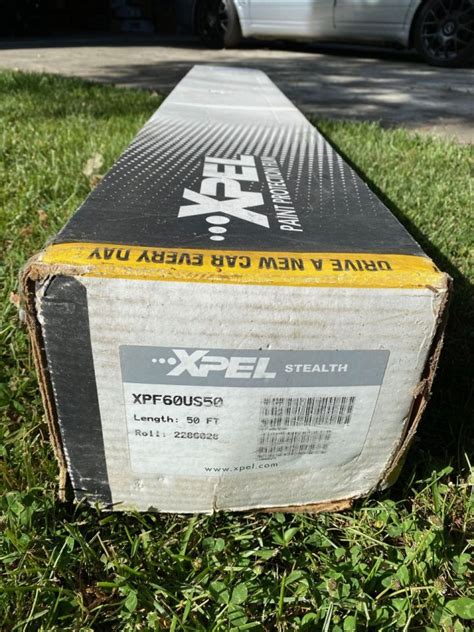 XPEL
PAINT PROTECTION FILM
DRIVE A NEW CAR EVERY DAY
XPEL STEALTH
XPF60US50
Length: 50 FT
Roll: 2286028
www.xpel.com